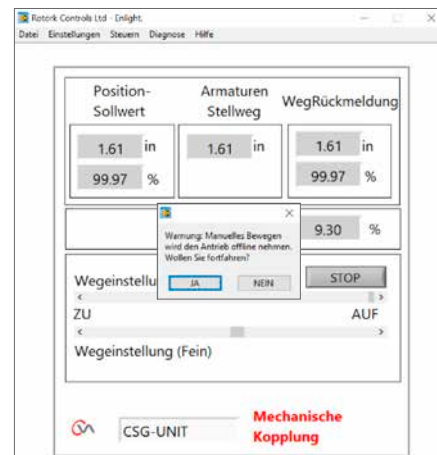 Rotork Controls Ltd - Enlight.
Datei Einstellungen Steuern Diagnose Hilfe
Position-
Sollwert
Armaturen
Stellweg
WegRückmeldung
1.61 in
1.61 in
1.61 in
99.97 %
99.97 %
9.30 %
Warnung: Manuelles Bewegen
wird den Antrieb offline nehmen.
Wollen Sie fortfahren?
JA NEIN
Wegeinstellu
STOP
ZU AUF
Wegeinstellung (Fein)
CSG-UNIT
Mechanische
Kopplung